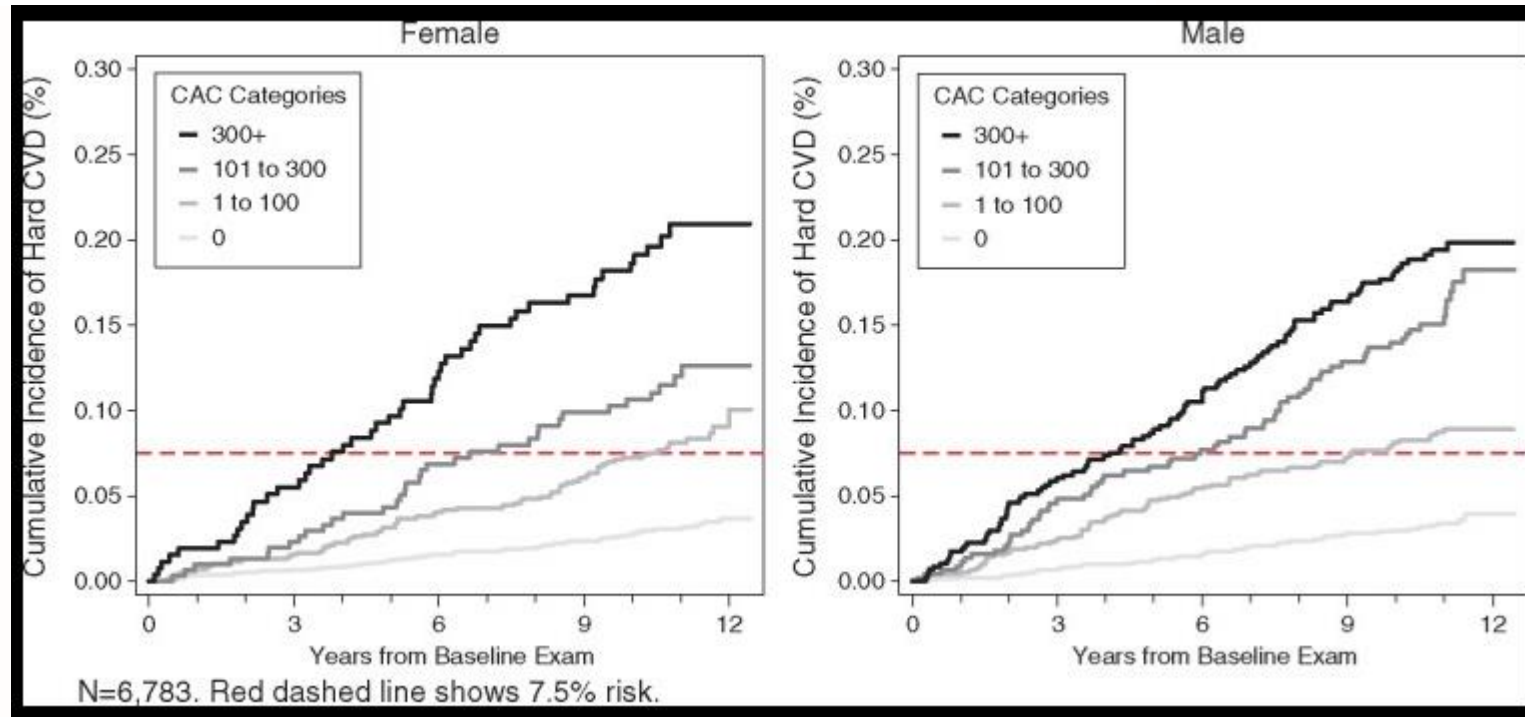 Female
Cumulative Incidence of Hard CVD (%)
0.30
0.25
0.20
0.15
0.10
0.05
0.00
CAC Categories
300+
101 to 300
1 to 100
0
0 3 6 9 12
Years from Baseline Exam
Male
Cumulative Incidence of Hard CVD (%)
0.30
0.25
0.20
0.15
0.10
0.05
0.00
CAC Categories
300+
101 to 300
1 to 100
0
0 3 6 9 12
Years from Baseline Exam
N=6,783. Red dashed line shows 7.5% risk.